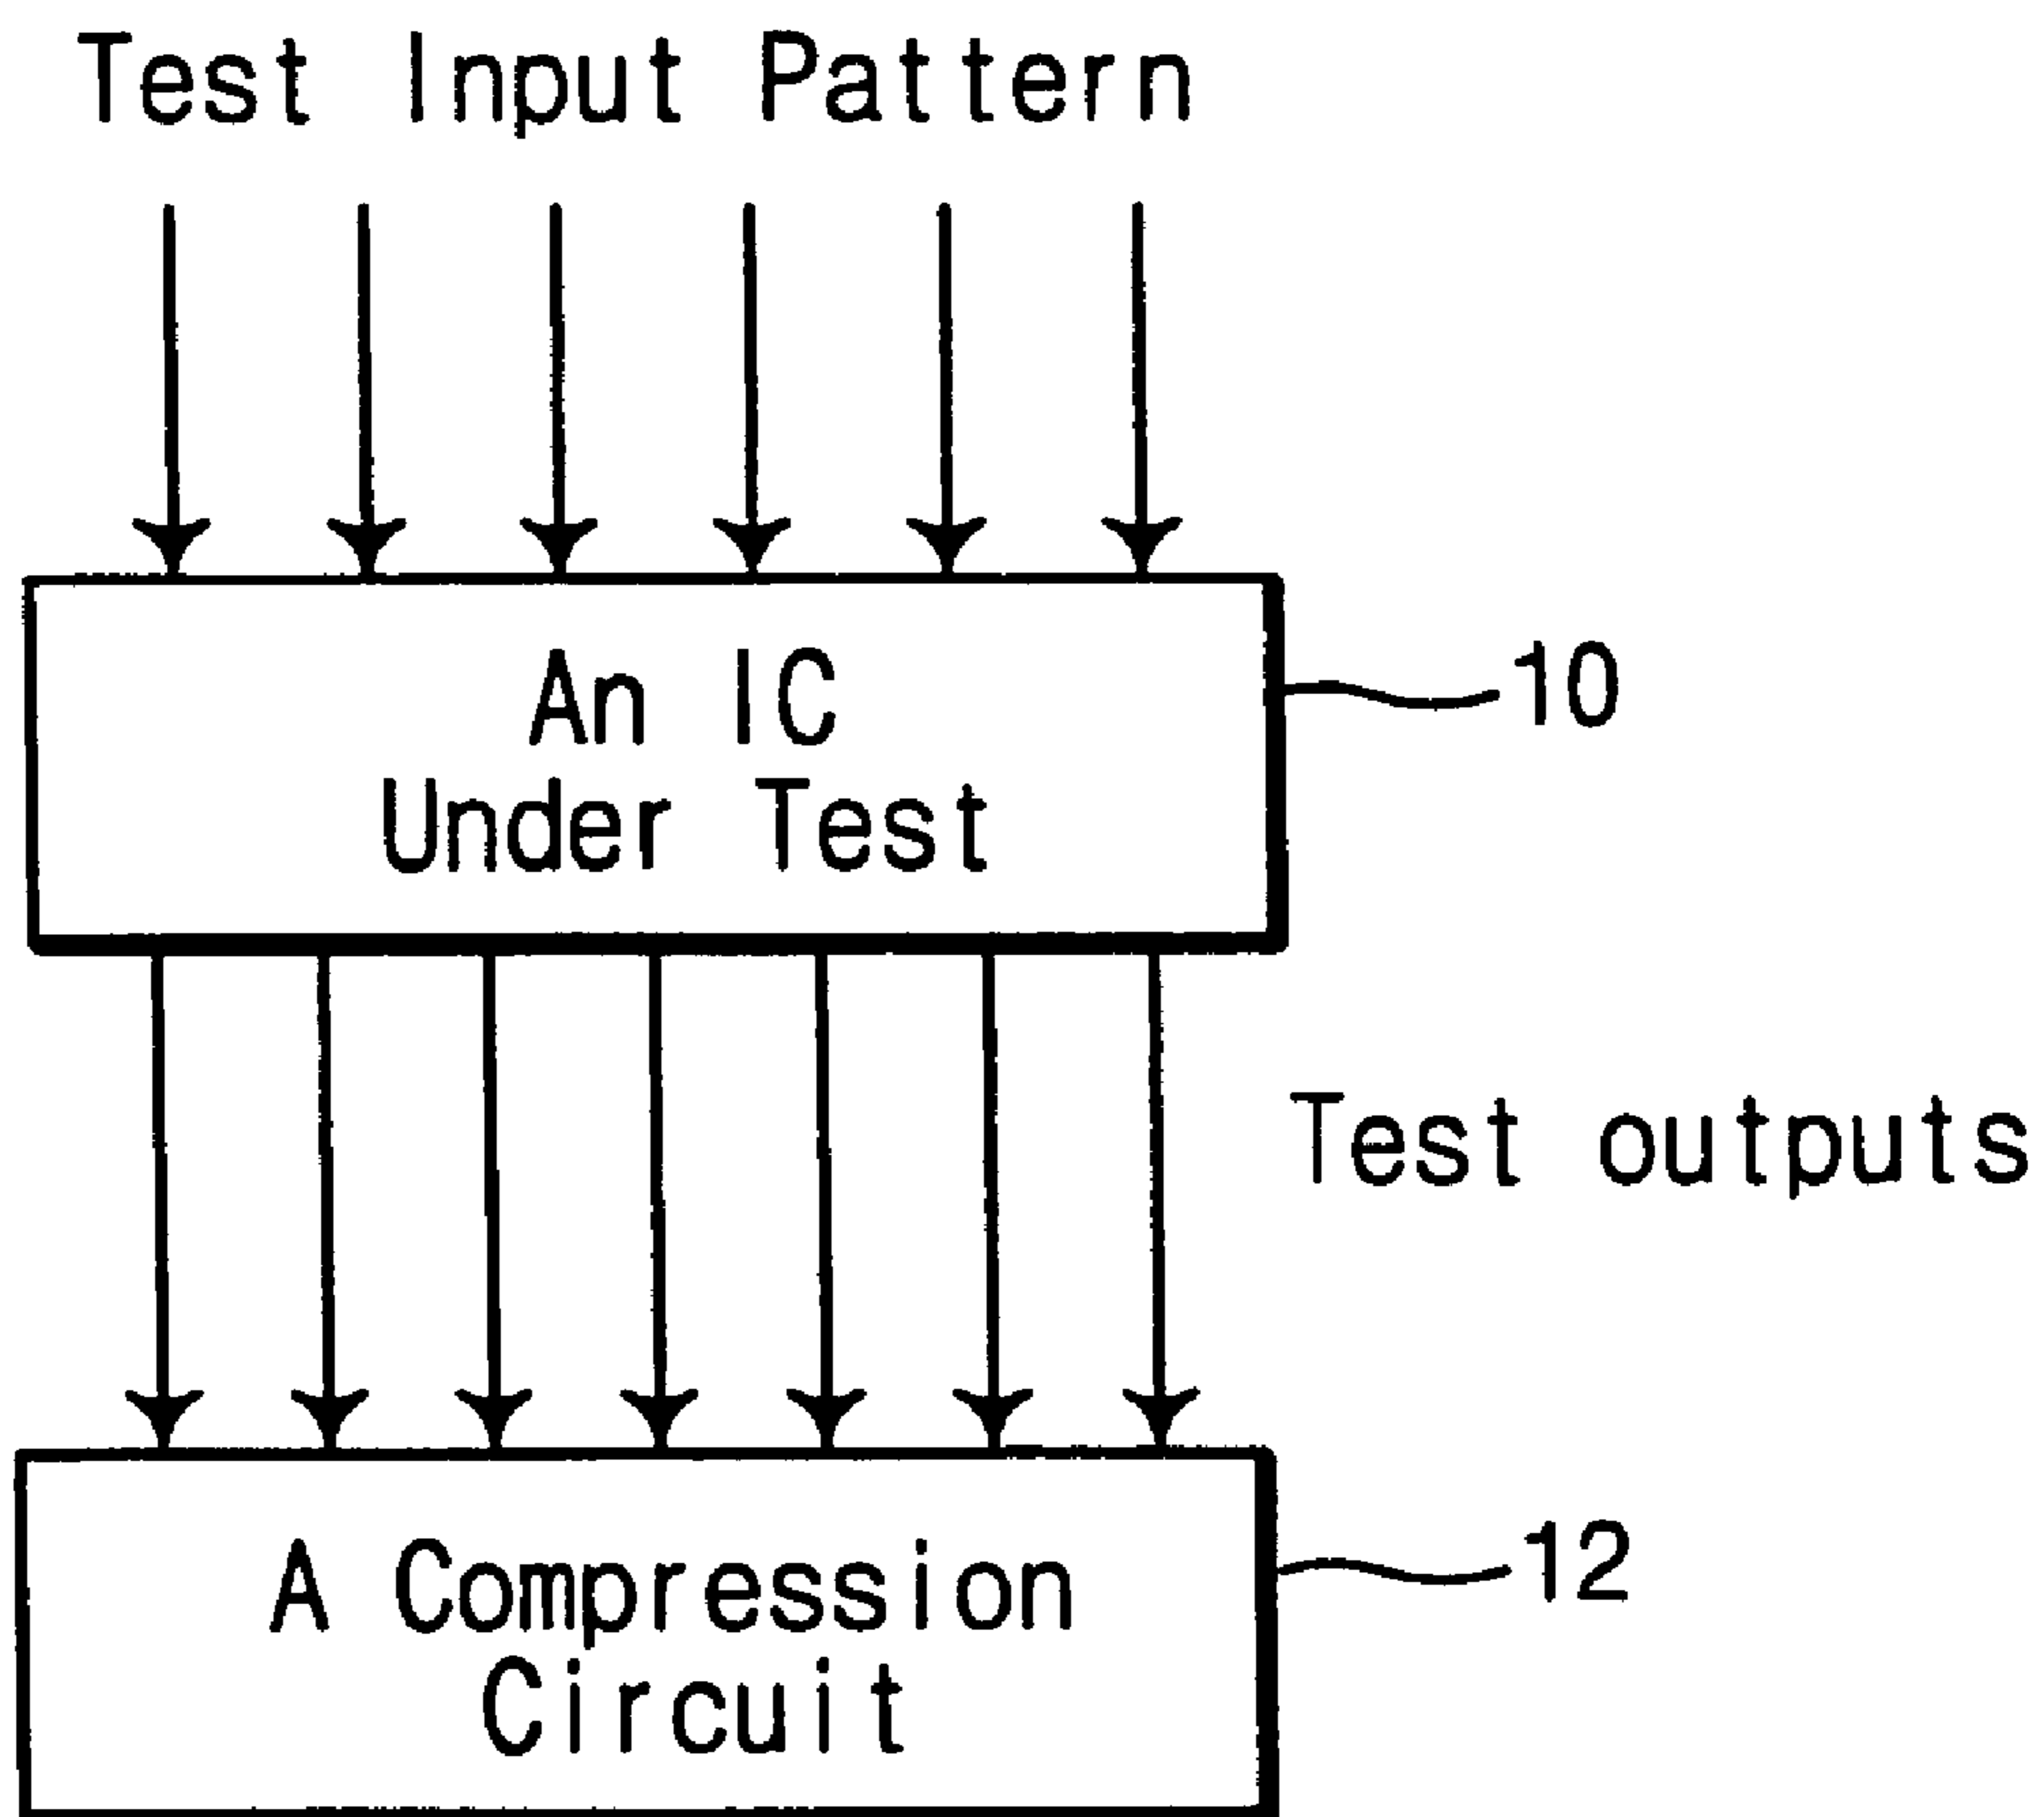 Test Input Pattern
An IC
Under Test
10
Test outputs
A Compression
Circuit
12